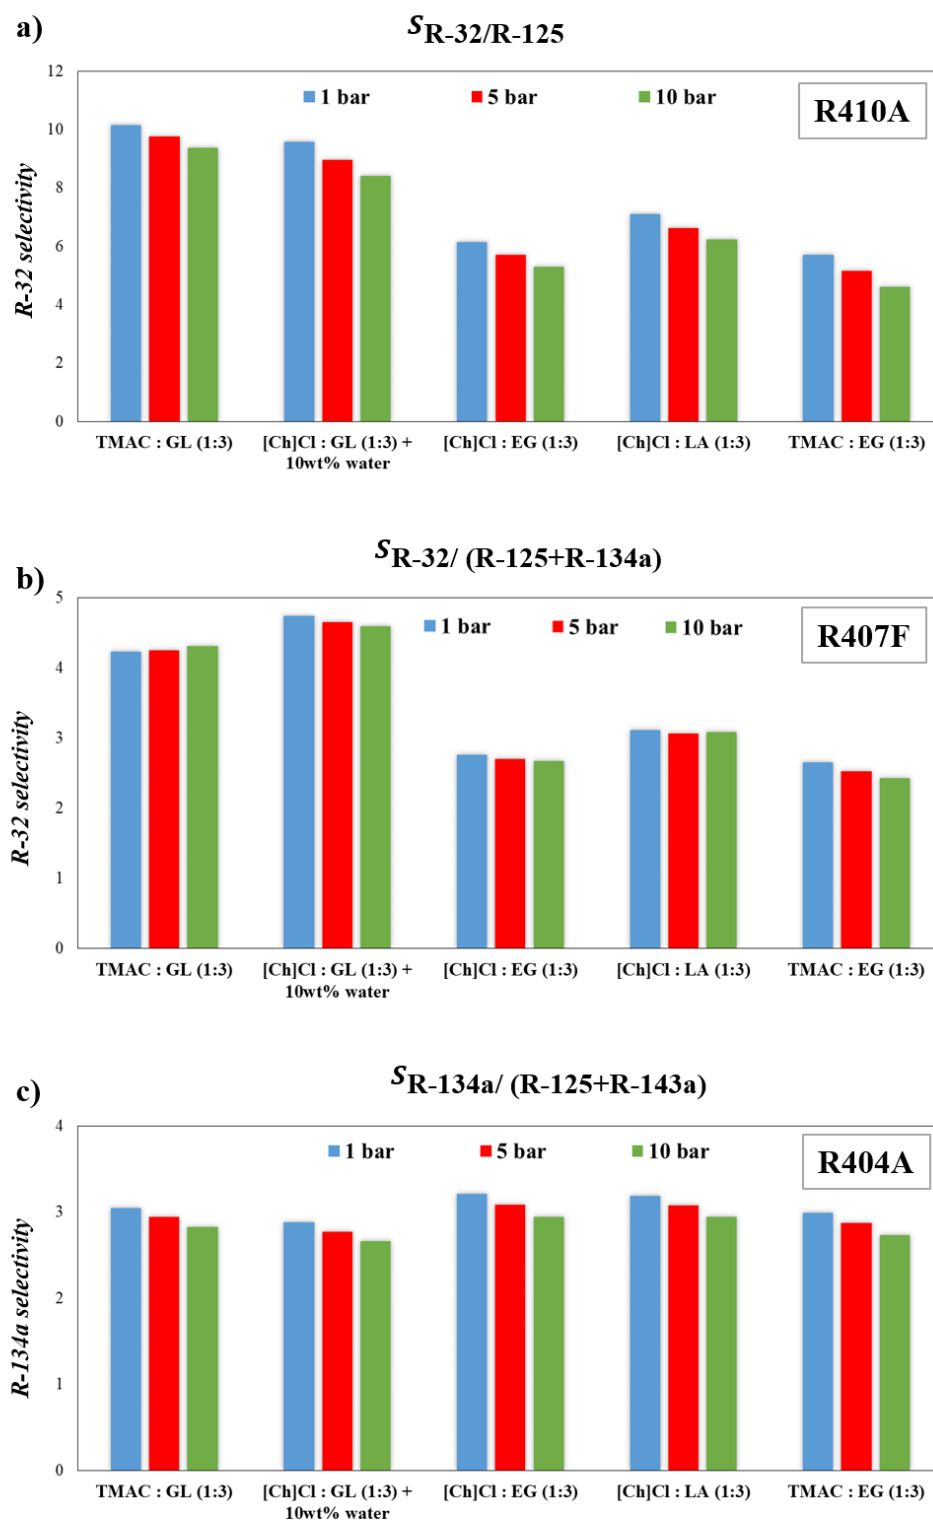 a)
S R-32/R-125
12
10
8
6
4
2
0
R-32 selectivity
1 bar 5 bar 10 bar
R410A
TMAC : GL (1:3) [Ch]Cl : GL (1:3) + 10wt% water [Ch]Cl : EG (1:3) [Ch]Cl : LA (1:3) TMAC : EG (1:3)
b)
S R-32/ (R-125+R-134a)
5
4
3
2
1
0
R-32 selectivity
1 bar 5 bar 10 bar
R407F
TMAC : GL (1:3) [Ch]Cl : GL (1:3) + 10wt% water [Ch]Cl : EG (1:3) [Ch]Cl : LA (1:3) TMAC : EG (1:3)
c)
S R-134a/ (R-125+R-143a)
4
3
2
1
0
R-134a selectivity
1 bar 5 bar 10 bar
R404A
TMAC : GL (1:3) [Ch]Cl : GL (1:3) + 10wt% water [Ch]Cl : EG (1:3) [Ch]Cl : LA (1:3) TMAC : EG (1:3)